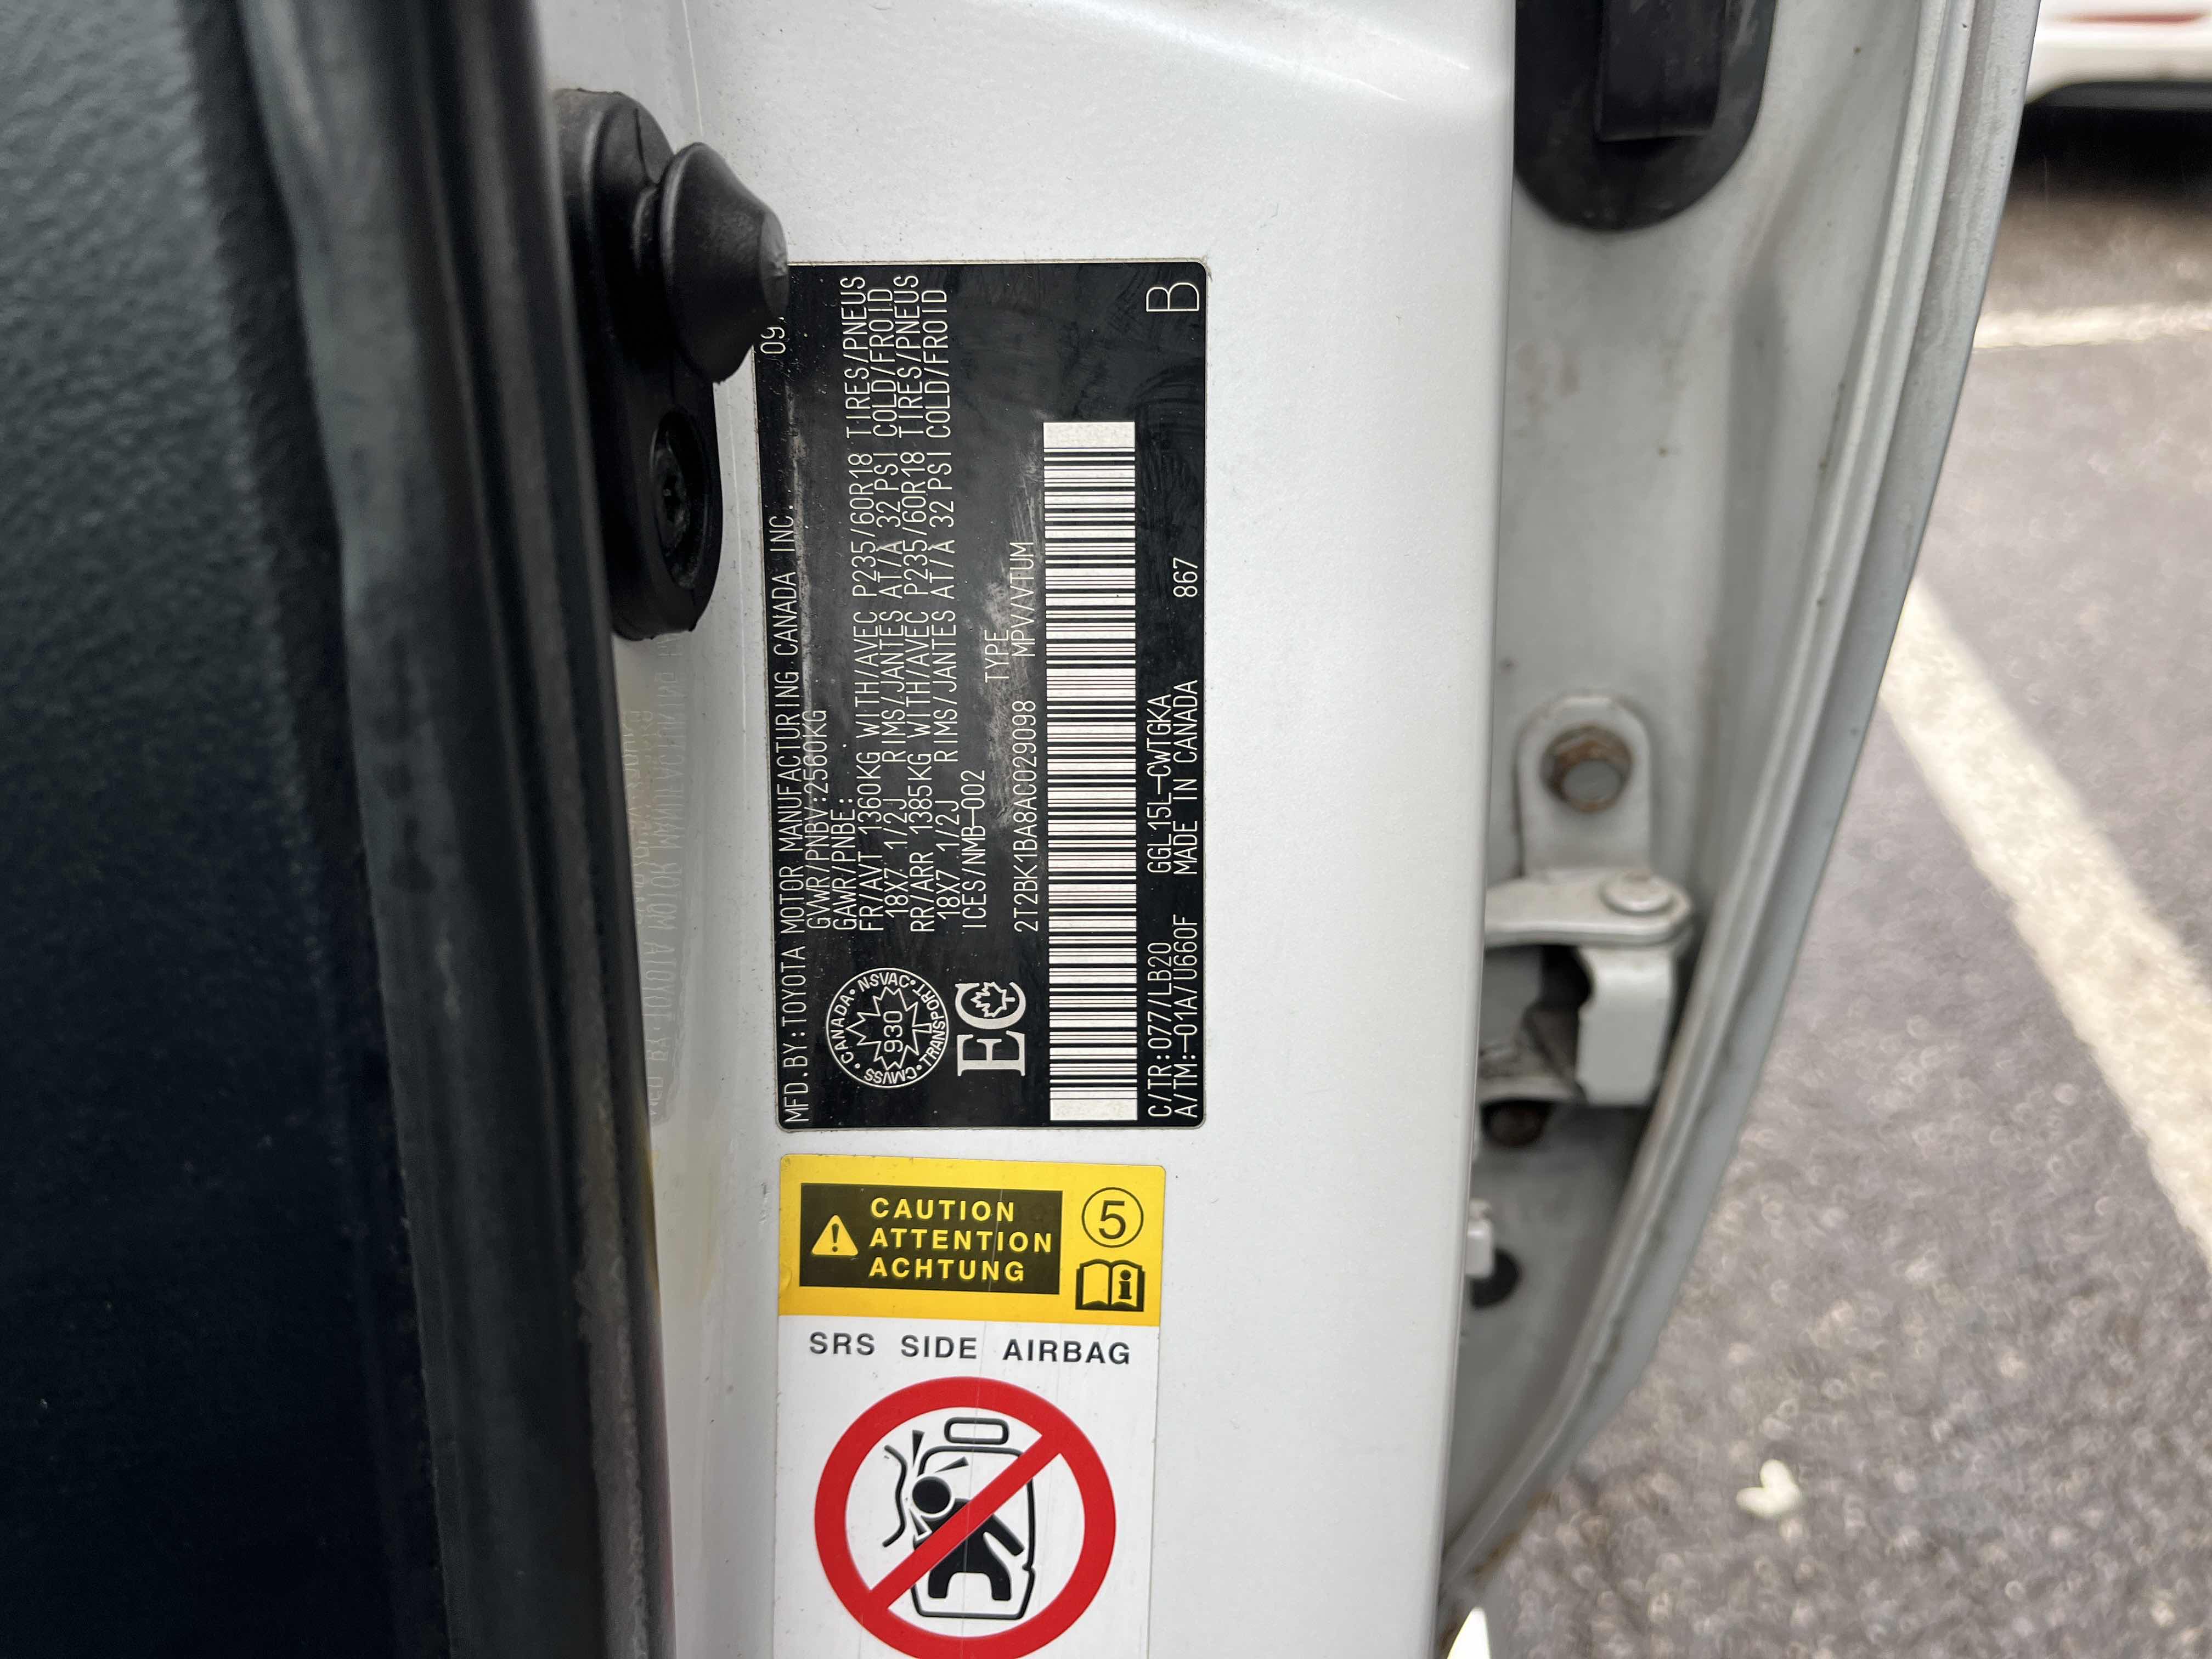 MFD.BY:TOYOTA MOTOR MANUFACTURING CANADA INC. 09/
GVWR/PNBV:2560KG
GAWR/PNBE:
FR/AVT 1360KG WITH/AVEC P235/60R18 TIRES/PNEUS
18X7 1/2J RIMS/JANTES AT/À 32 PSI COLD/FROID
RR/ARR 1385KG WITH/AVEC P235/60R18 TIRES/PNEUS
18X7 1/2J RIMS/JANTES AT/À 32 PSI COLD/FROID
ICES/NMB-002
TYPE
2T2BK1BA8AC029098 MPV/VTUM
CANADA • NSVAC • TRANSPORT • CMVSS
930
EC
C/TR:077/LB20 GGL15L-CWTGKA
A/TM:-01A/U660F MADE IN CANADA 867 B
CAUTION
ATTENTION
ACHTUNG
5
i
SRS SIDE AIRBAG